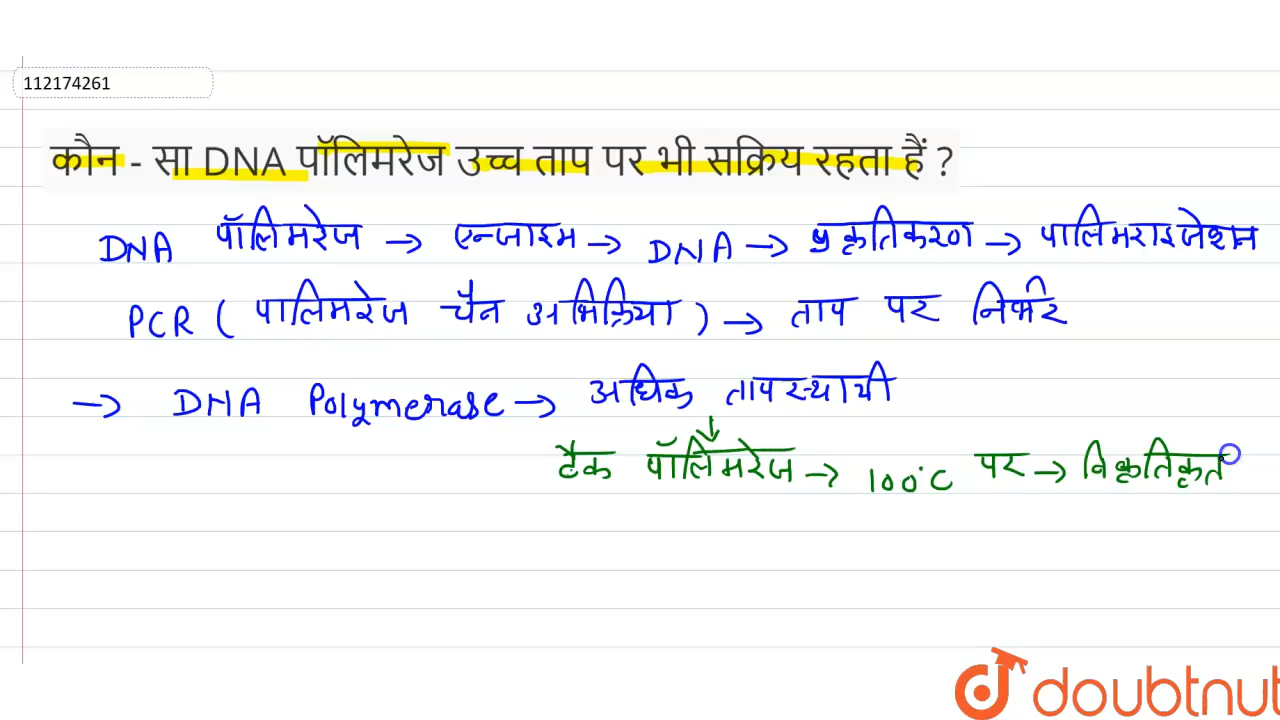 112174261
कौन - सा DNA पॉलिमरेज उच्च ताप पर भी सक्रिय रहता हैं ?
DNA पॉलिमरेज → एन्जाइम → DNA → प्रकृतिकरण → पालिमराइजेशन
PCR ( पालिमरेज चैन अभिक्रिया ) → ताप पर निर्भर
→ DNA Polymerase → अधिक तापस्थायी
↓
टैक पॉलिमरेज → 100°C पर → विकृतिकृत
doubtnut